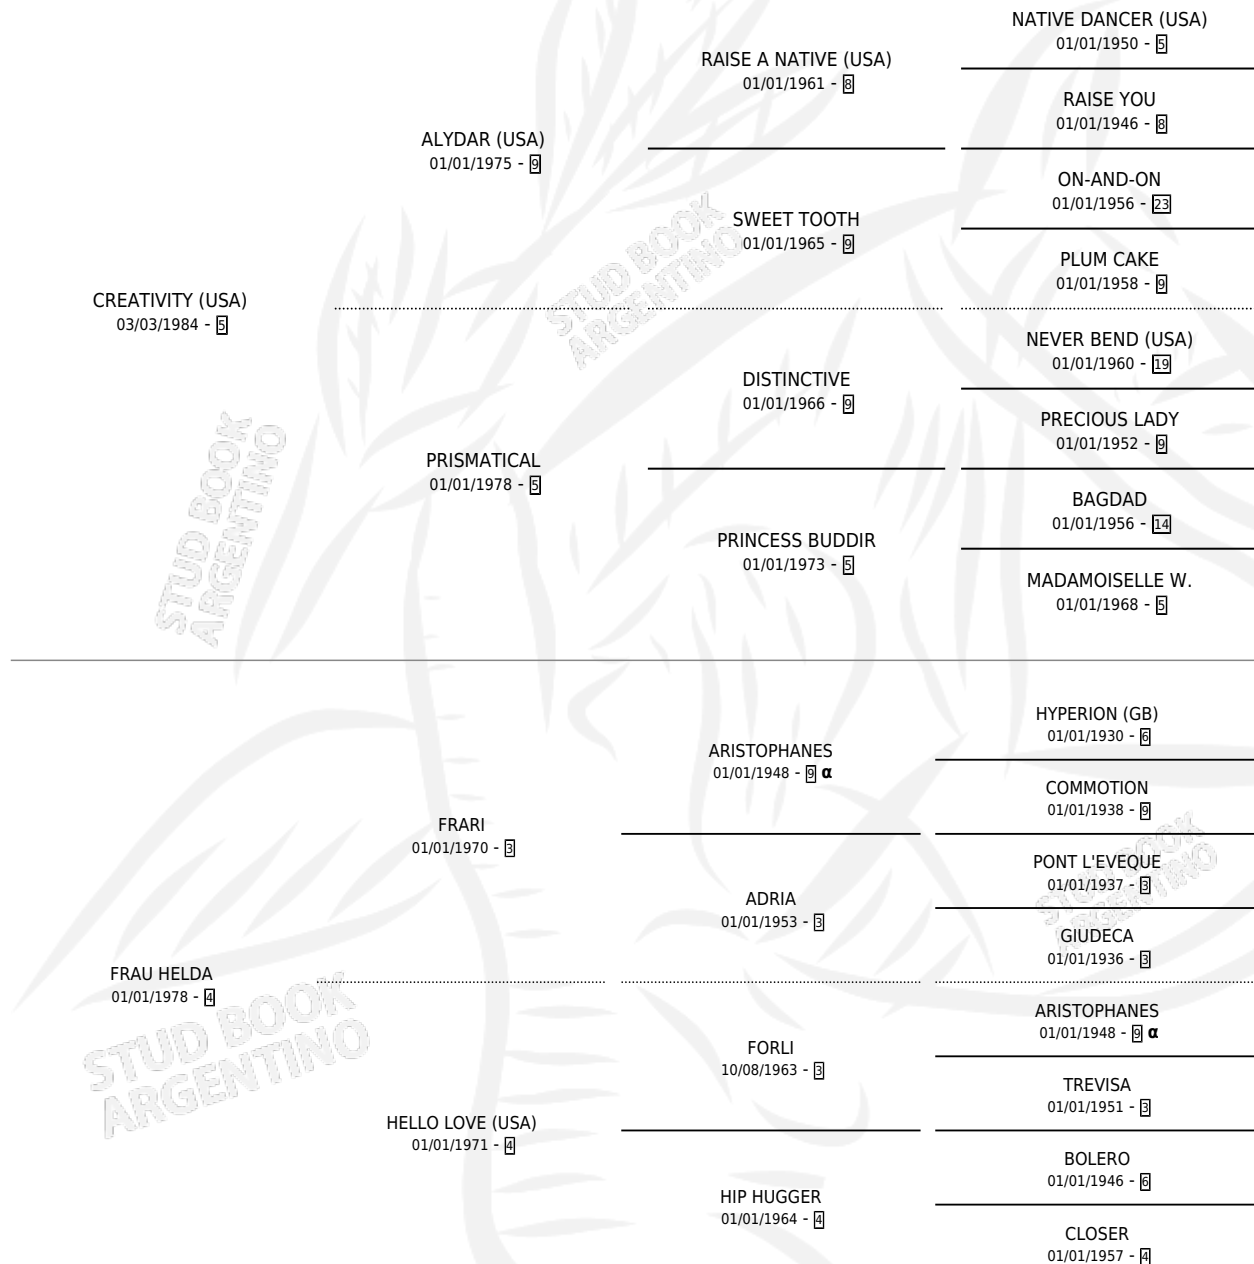 NATIVE DANCER (USA)
01/01/1950 - 5
RAISE A NATIVE (USA)
01/01/1961 - 8
RAISE YOU
01/01/1946 - 8
ALYDAR (USA)
01/01/1975 - 9
ON-AND-ON
01/01/1956 - 23
SWEET TOOTH
01/01/1965 - 9
PLUM CAKE
01/01/1958 - 9
CREATIVITY (USA)
03/03/1984 - 5
NEVER BEND (USA)
01/01/1960 - 19
DISTINCTIVE
01/01/1966 - 9
PRECIOUS LADY
01/01/1952 - 9
PRISMATICAL
01/01/1978 - 5
BAGDAD
01/01/1956 - 14
PRINCESS BUDDIR
01/01/1973 - 5
MADAMOISELLE W.
01/01/1968 - 5
HYPERION (GB)
01/01/1930 - 6
ARISTOPHANES
01/01/1948 - 9 α
COMMOTION
01/01/1938 - 9
FRARI
01/01/1970 - 3
PONT L'EVEQUE
01/01/1937 - 3
ADRIA
01/01/1953 - 3
GIUDECA
01/01/1936 - 3
FRAU HELDA
01/01/1978 - 4
ARISTOPHANES
01/01/1948 - 9 α
FORLI
10/08/1963 - 3
TREVISA
01/01/1951 - 3
HELLO LOVE (USA)
01/01/1971 - 4
BOLERO
01/01/1946 - 6
HIP HUGGER
01/01/1964 - 4
CLOSER
01/01/1957 - 4
STUD BOOK
ARGENTINO
STUD BOOK
ARGENTINO
STUD BOOK
ARGENTINO
STUD BOOK
ARGENTINO